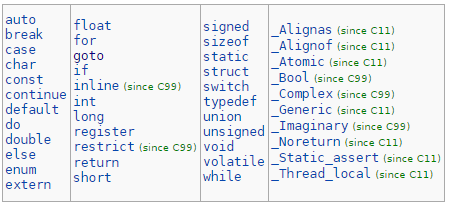 auto
break
case
char
const
continue
default
do
double
else
enum
extern
float
for
goto
if
inline (since C99)
int
long
register
restrict (since C99)
return
short
signed
sizeof
static
struct
switch
typedef
union
unsigned
void
volatile
while
_Alignas (since C11)
_Alignof (since C11)
_Atomic (since C11)
_Bool (since C99)
_Complex (since C99)
_Generic (since C11)
_Imaginary (since C99)
_Noreturn (since C11)
_Static_assert (since C11)
_Thread_local (since C11)